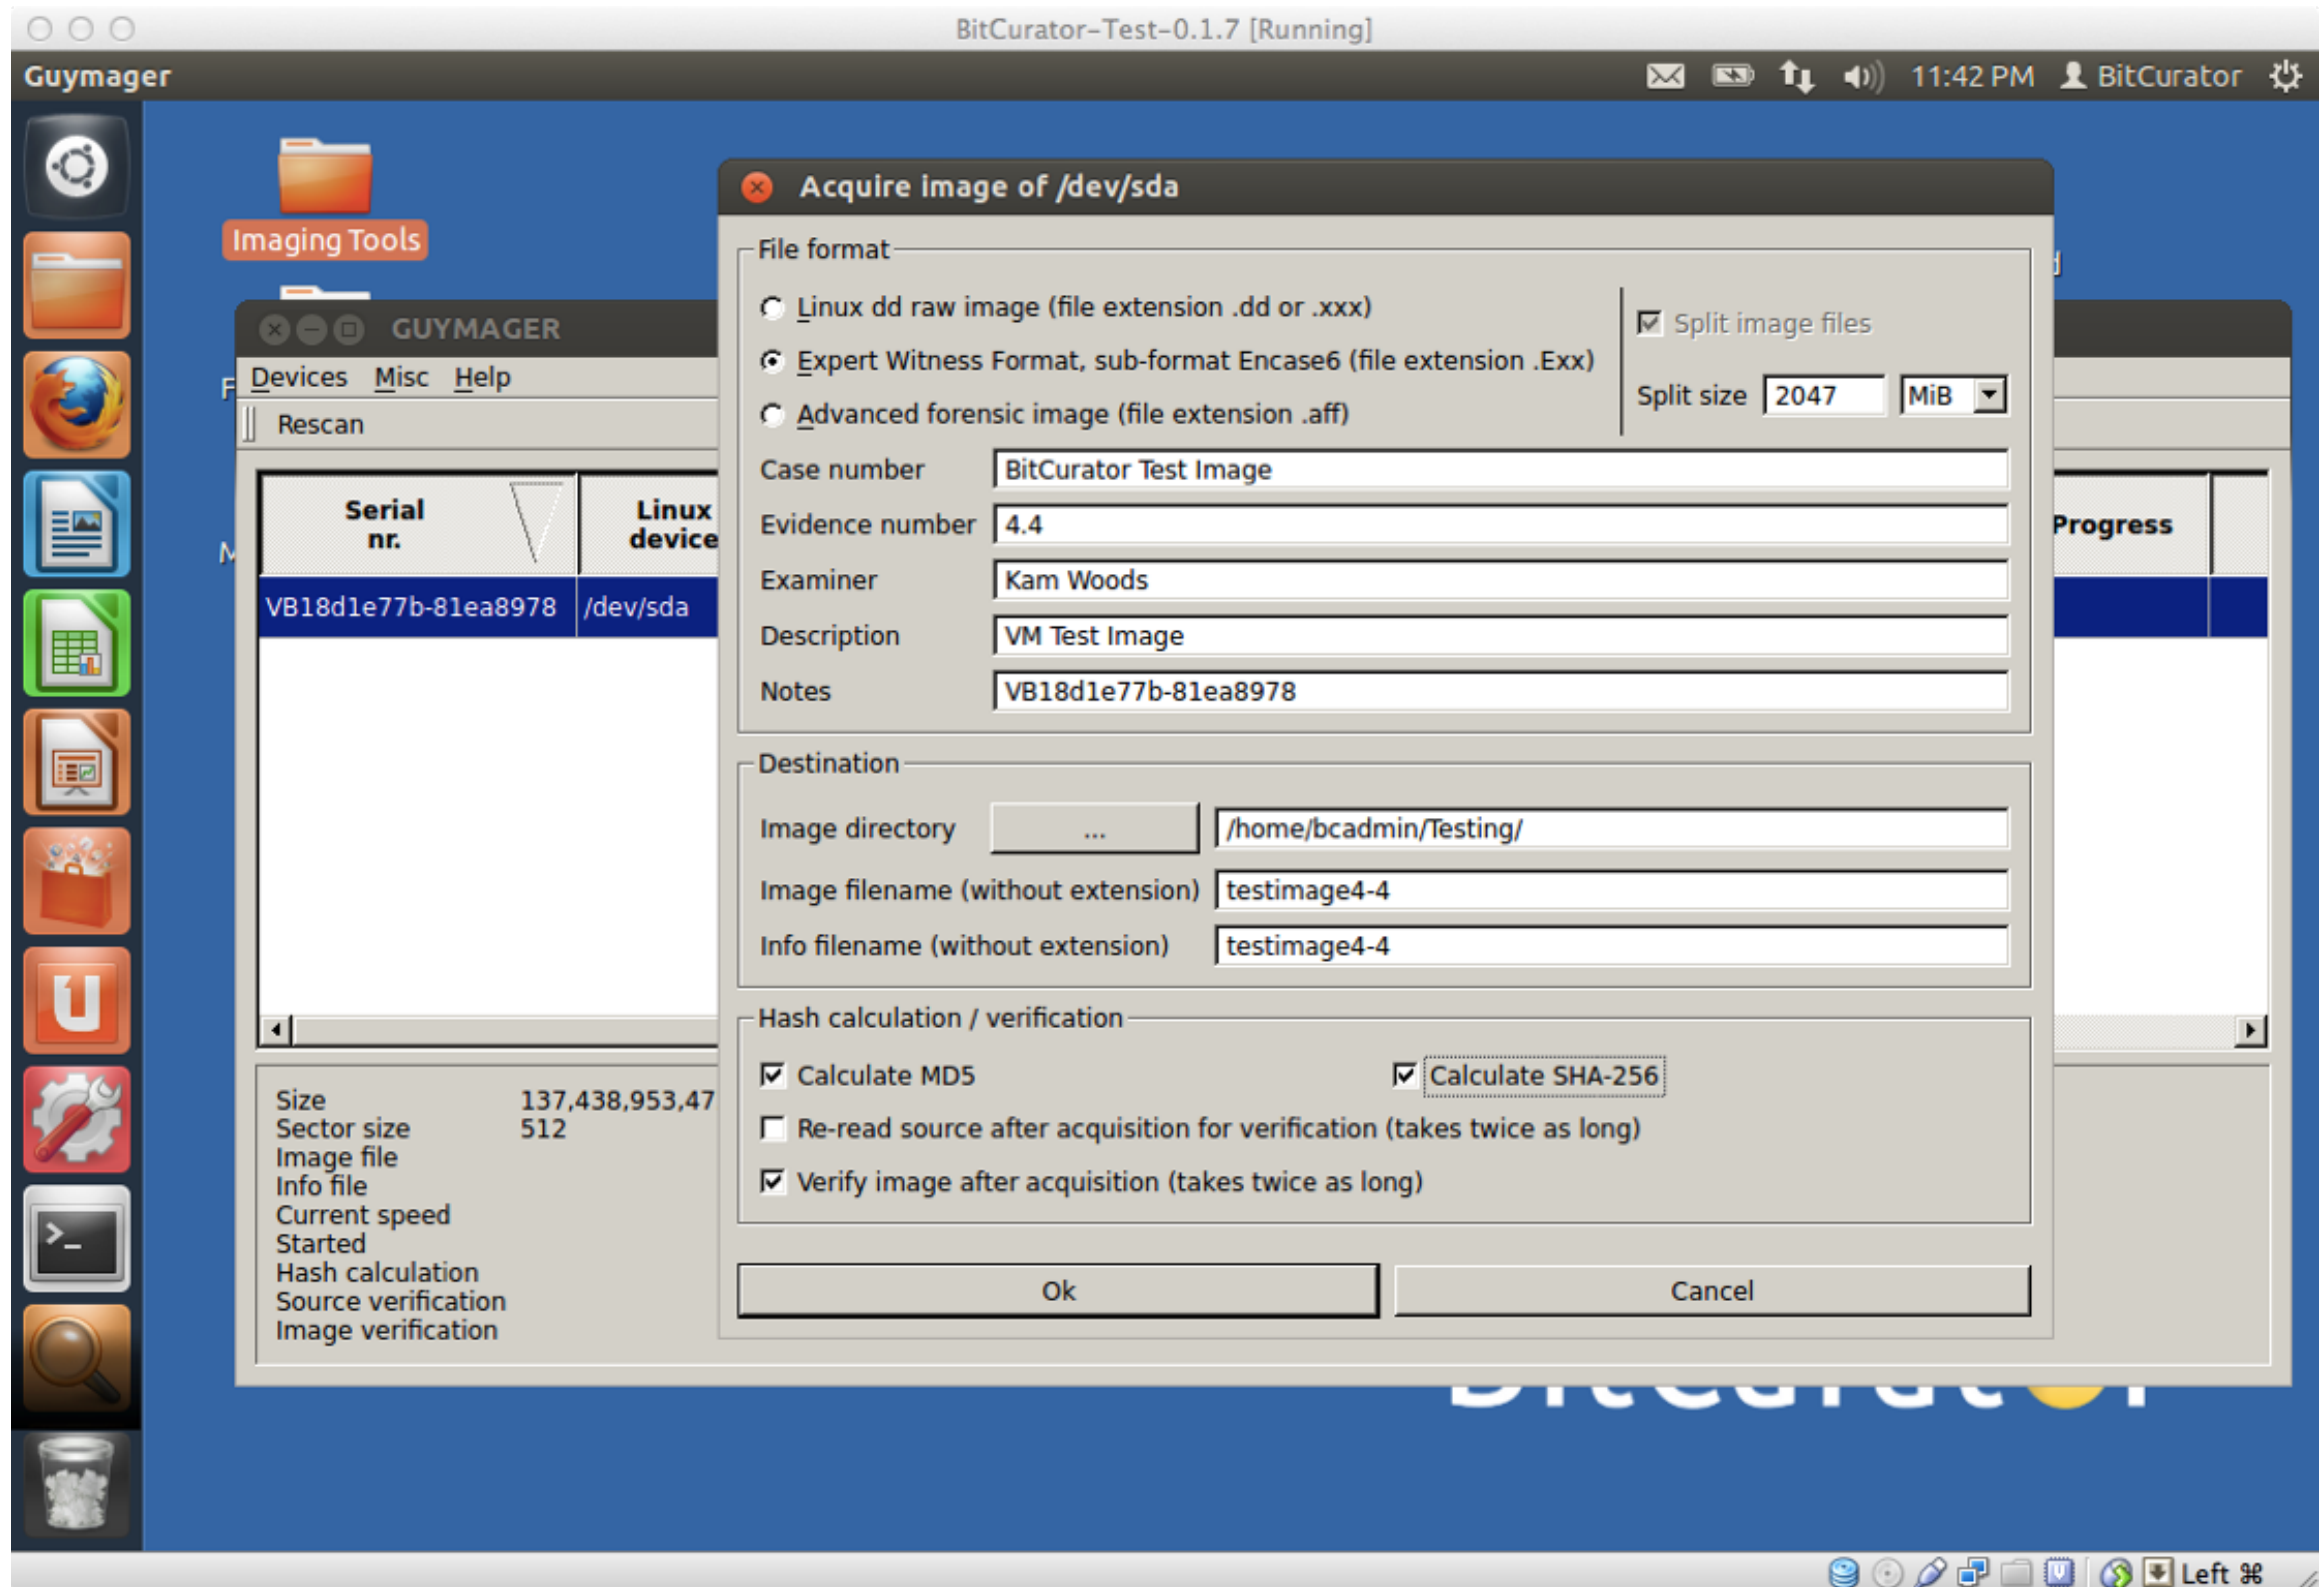 BitCurator-Test-0.1.7 [Running]
Guymager
11:42 PM BitCurator
Imaging Tools
GUYMAGER
Devices Misc Help
Rescan
Serial nr.
Linux device
Progress
VB18d1e77b-81ea8978 /dev/sda
Size 137,438,953,47
Sector size 512
Image file
Info file
Current speed
Started
Hash calculation
Source verification
Image verification
Acquire image of /dev/sda
File format
Linux dd raw image (file extension .dd or .xxx)
Expert Witness Format, sub-format Encase6 (file extension .Exx)
Advanced forensic image (file extension .aff)
Split image files
Split size 2047 MiB
Case number BitCurator Test Image
Evidence number 4.4
Examiner Kam Woods
Description VM Test Image
Notes VB18d1e77b-81ea8978
Destination
Image directory ... /home/bcadmin/Testing/
Image filename (without extension) testimage4-4
Info filename (without extension) testimage4-4
Hash calculation / verification
Calculate MD5 Calculate SHA-256
Re-read source after acquisition for verification (takes twice as long)
Verify image after acquisition (takes twice as long)
Ok Cancel
BitCurator
Left ⌘